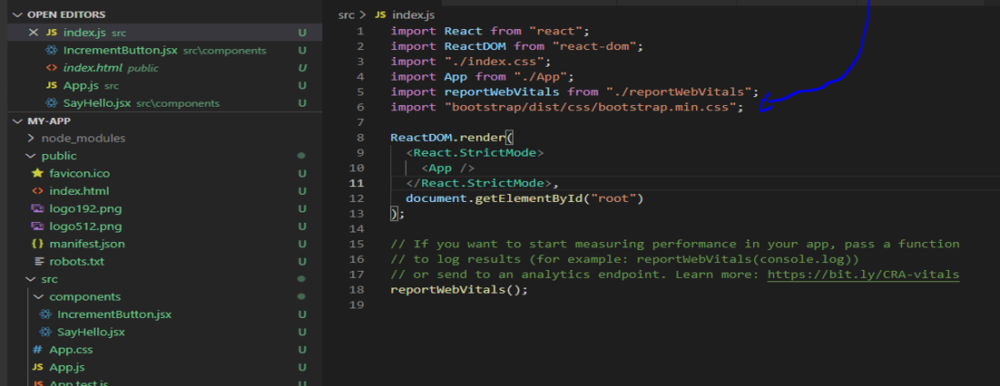 OPEN EDITORS
index.js src U
IncrementButton.jsx src\components U
index.html public U
App.js src U
SayHello.jsx src\components U
MY-APP
node_modules
public
favicon.ico U
index.html U
logo192.png U
logo512.png U
manifest.json U
robots.txt U
src
components
IncrementButton.jsx U
SayHello.jsx U
App.css U
JS App.js U
JS App.test.js U
src > JS index.js
1 import React from "react";
2 import ReactDOM from "react-dom";
3 import "./index.css";
4 import App from "./App";
5 import reportWebVitals from "./reportWebVitals";
6 import "bootstrap/dist/css/bootstrap.min.css";
7
8 ReactDOM.render(
9 <React.StrictMode>
10 <App />
11 </React.StrictMode>,
12 document.getElementById("root")
13 );
14
15 // If you want to start measuring performance in your app, pass a function
16 // to log results (for example: reportWebVitals(console.log))
17 // or send to an analytics endpoint. Learn more: https://bit.ly/CRA-vitals
18 reportWebVitals();
19